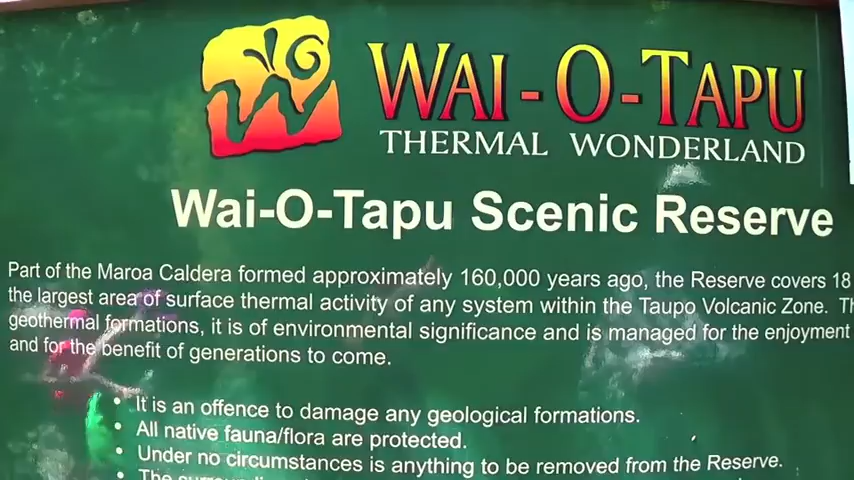 WAI-O-TAPU
THERMAL WONDERLAND
Wai-O-Tapu Scenic Reserve
Part of the Maroa Caldera formed approximately 160,000 years ago, the Reserve covers 18
the largest area of surface thermal activity of any system within the Taupo Volcanic Zone.
geothermal formations, it is of environmental significance and is managed for the enjoyment
and for the benefit of generations to come.
• It is an offence to damage any geological formations.
• All native fauna/flora are protected.
• Under no circumstances is anything to be removed from the Reserve.
• The